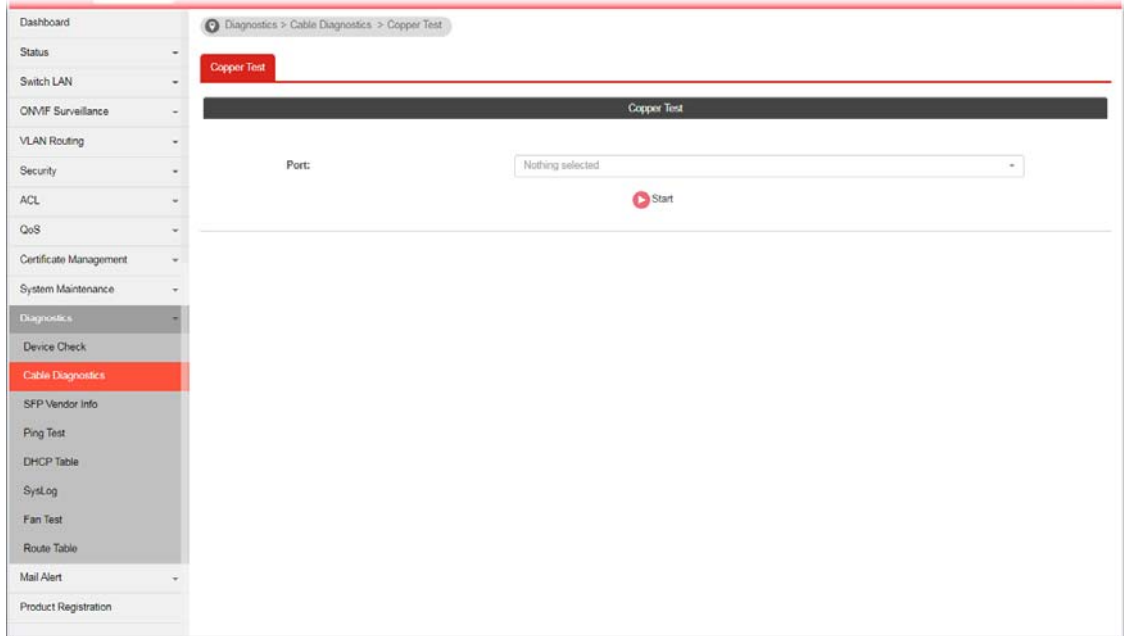 Dashboard
Status
Switch LAN
ONVIF Surveillance
VLAN Routing
Security
ACL
QoS
Certificate Management
System Maintenance
Diagnostics
Device Check
Cable Diagnostics
SFP Vendor Info
Ping Test
DHCP Table
SysLog
Fan Test
Route Table
Mail Alert
Product Registration
Diagnostics > Cable Diagnostics > Copper Test
Copper Test
Copper Test
Port: Nothing selected
Start